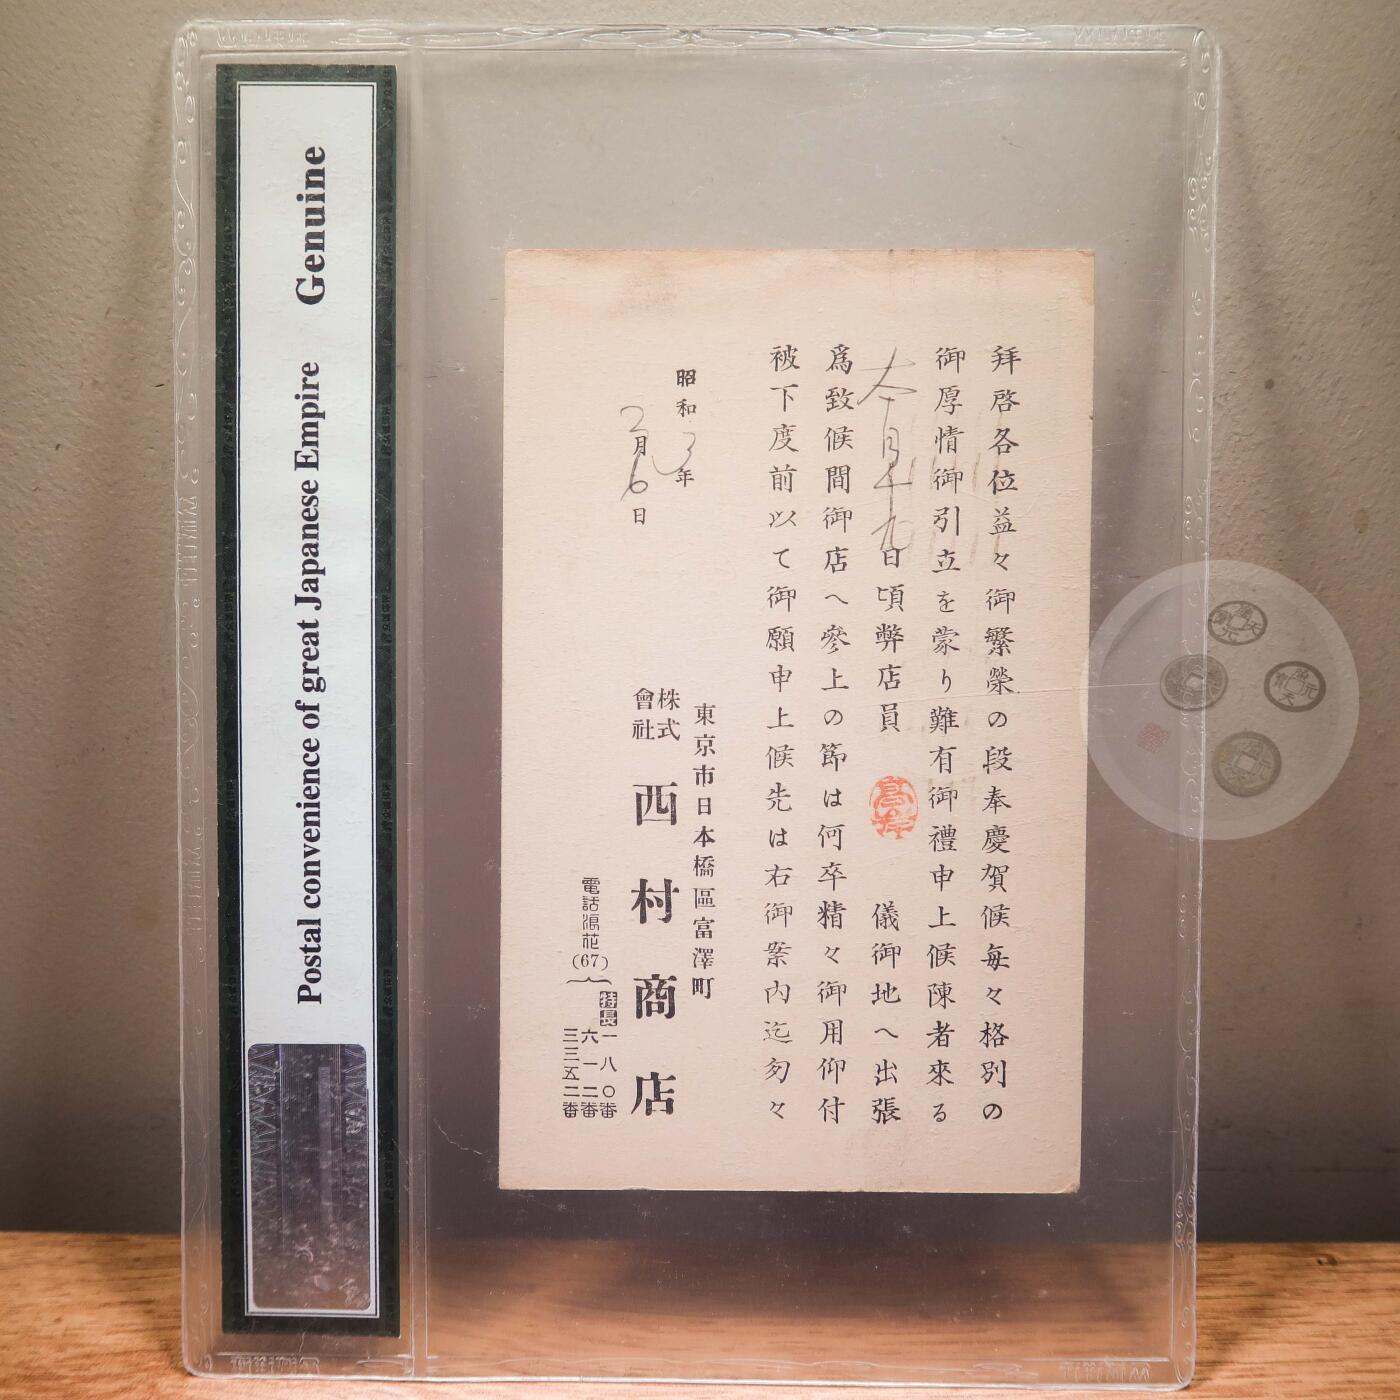 Postal convenience of great Japanese Empire Genuine
拜啓各位益々御繁榮の段奉慶賀候毎々格別の
御厚情御引立を蒙り難有御禮申上候陳者來る
日頃弊店員 儀御地へ出張
爲致候間御店へ參上の節は何卒精々御用仰付
被下度前以て御願申上候先は右御案內迄匆々
昭和3年
2月16日
東京市日本橋區富澤町
株式會社 西村商店
電話浪花(67)
特長 一八〇番
六一二番
三三五二番